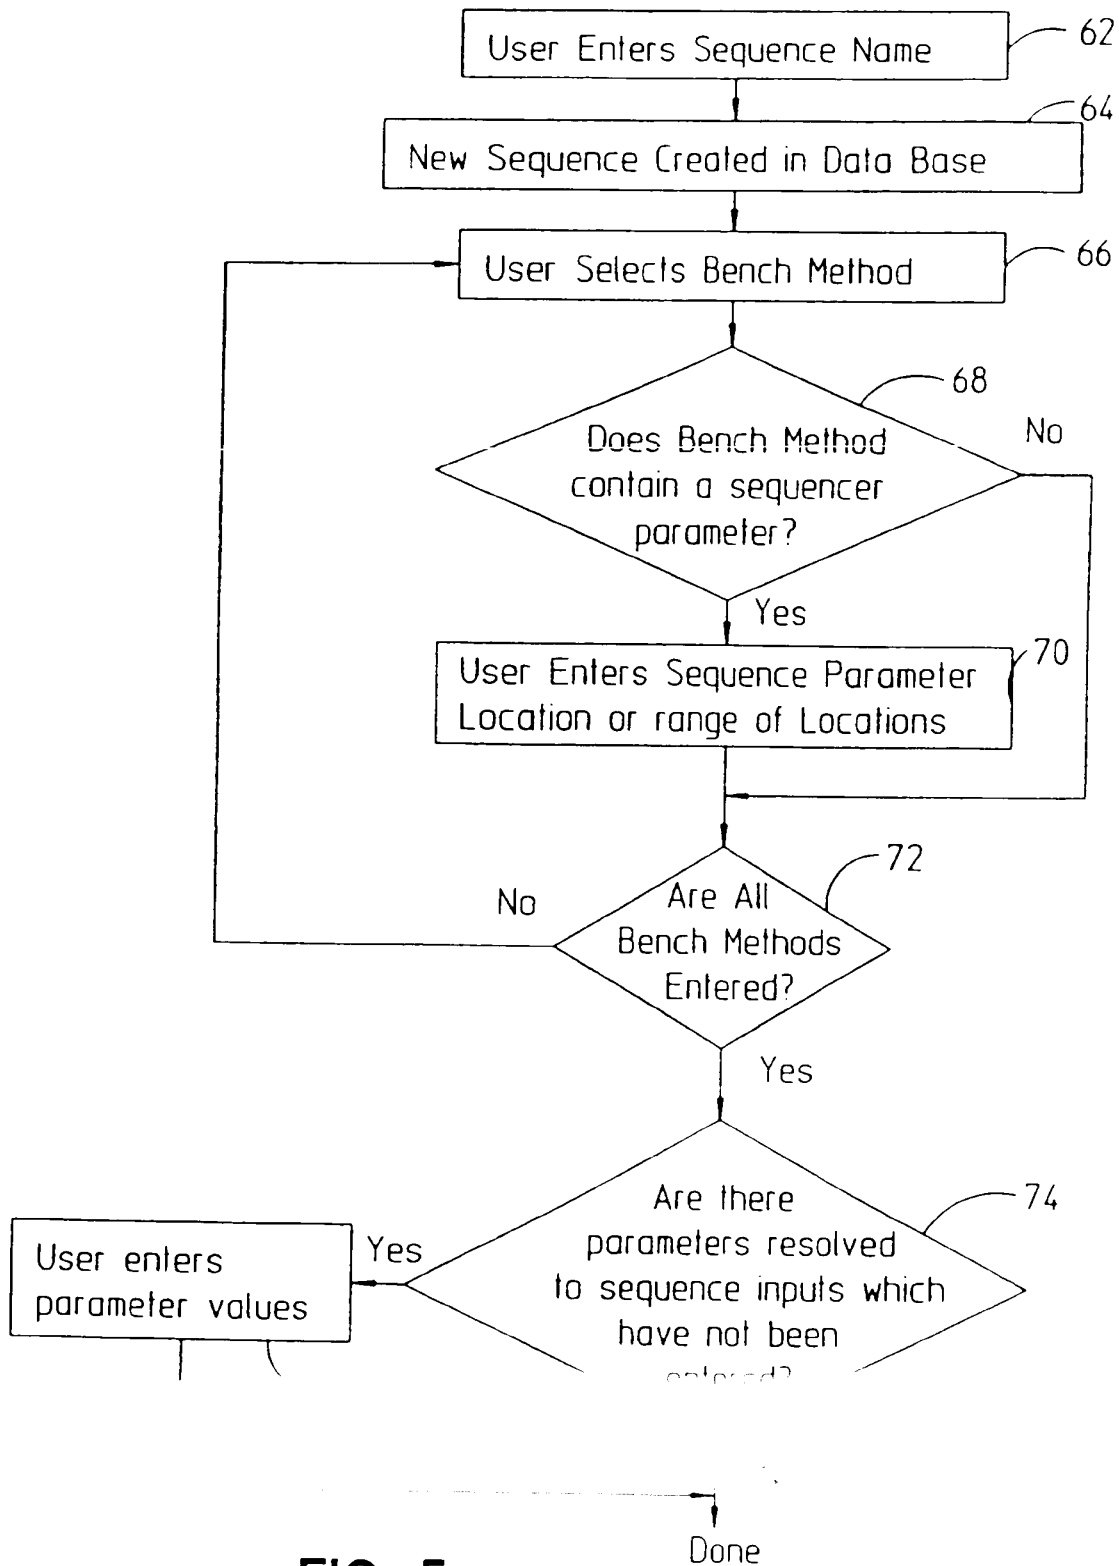 User Enters Sequence Name
62
64
New Sequence Created in Data Base
User Selects Bench Method
66
68
No
Does Bench Method
contain a sequencer
parameter?
Yes
70
User Enters Sequence Parameter
Location or range of Locations
72
No
Are All
Bench Methods
Entered?
Yes
74
Are there
parameters resolved
to sequence inputs which
have not been
entered?
Yes
User enters
parameter values
Done